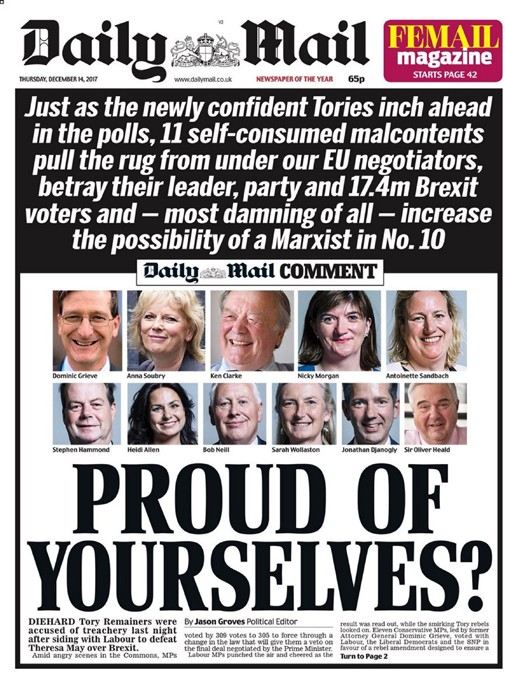 Daily Mail
V2
FEMAIL
magazine
STARTS PAGE 42
THURSDAY, DECEMBER 14, 2017
www.dailymail.co.uk
NEWSPAPER OF THE YEAR
65p
Just as the newly confident Tories inch ahead
in the polls, 11 self-consumed malcontents
pull the rug from under our EU negotiators,
betray their leader, party and 17.4m Brexit
voters and – most damning of all – increase
the possibility of a Marxist in No. 10
Daily Mail COMMENT
Dominic Grieve
Anna Soubry
Ken Clarke
Nicky Morgan
Antoinette Sandbach
Stephen Hammond
Heidi Allen
Bob Neill
Sarah Wollaston
Jonathan Djanogly
Sir Oliver Heald
PROUD OF
YOURSELVES?
DIEHARD Tory Remainers were
accused of treachery last night
after siding with Labour to defeat
Theresa May over Brexit.
Amid angry scenes in the Commons, MPs
By Jason Groves Political Editor
voted by 309 votes to 305 to force through a
change in the law that will give them a veto on
the final deal negotiated by the Prime Minister.
Labour MPs punched the air and cheered as the
result was read out, while the smirking Tory rebels
looked on. Eleven Conservative MPs, led by former
Attorney General Dominic Grieve, voted with
Labour, the Liberal Democrats and the SNP in
favour of a rebel amendment designed to ensure a
Turn to Page 2